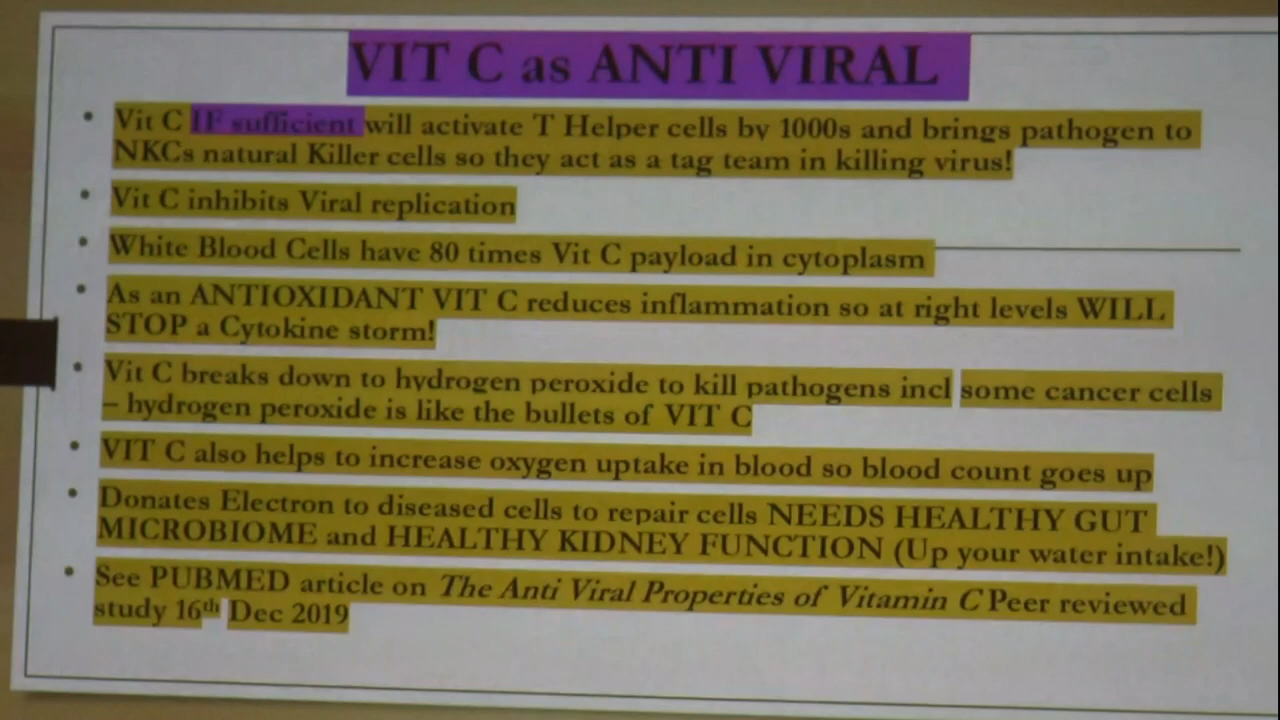 VIT C as ANTI VIRAL
• Vit C IF sufficient will activate T Helper cells by 1000s and brings pathogen to
NKCs natural Killer cells so they act as a tag team in killing virus!
• Vit C inhibits Viral replication
• White Blood Cells have 80 times Vit C payload in cytoplasm
• As an ANTIOXIDANT VIT C reduces inflammation so at right levels WILL
STOP a Cytokine storm!
• Vit C breaks down to hydrogen peroxide to kill pathogens incl some cancer cells
– hydrogen peroxide is like the bullets of VIT C
• VIT C also helps to increase oxygen uptake in blood so blood count goes up
• Donates Electron to diseased cells to repair cells NEEDS HEALTHY GUT
MICROBIOME and HEALTHY KIDNEY FUNCTION (Up your water intake!)
• See PUBMED article on The Anti Viral Properties of Vitamin C Peer reviewed
study 16th Dec 2019